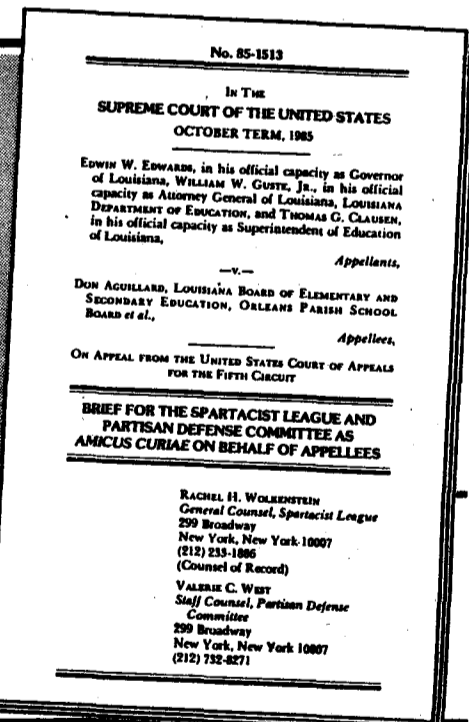 No. 85-1513
IN THE
SUPREME COURT OF THE UNITED STATES
OCTOBER TERM, 1985
EDWIN W. EDWARDS, in his official capacity as Governor
of Louisiana, WILLIAM W. GUSTE, JR., in his official
capacity as Attorney General of Louisiana, LOUISIANA
DEPARTMENT OF EDUCATION, and THOMAS G. CLAUSEN,
in his official capacity as Superintendent of Education
of Louisiana,
Appellants,
—v.—
DON AGUILLARD, LOUISIANA BOARD OF ELEMENTARY AND
SECONDARY EDUCATION, ORLEANS PARISH SCHOOL
BOARD et al.,
Appellees,
ON APPEAL FROM THE UNITED STATES COURT OF APPEALS
FOR THE FIFTH CIRCUIT
BRIEF FOR THE SPARTACIST LEAGUE AND
PARTISAN DEFENSE COMMITTEE AS
AMICUS CURIAE ON BEHALF OF APPELLEES
RACHEL H. WOLKENSTEIN
General Counsel, Spartacist League
299 Broadway
New York, New York 10007
(212) 233-1886
(Counsel of Record)
VALERIE C. WEST
Staff Counsel, Partisan Defense
Committee
299 Broadway
New York, New York 10007
(212) 732-8271